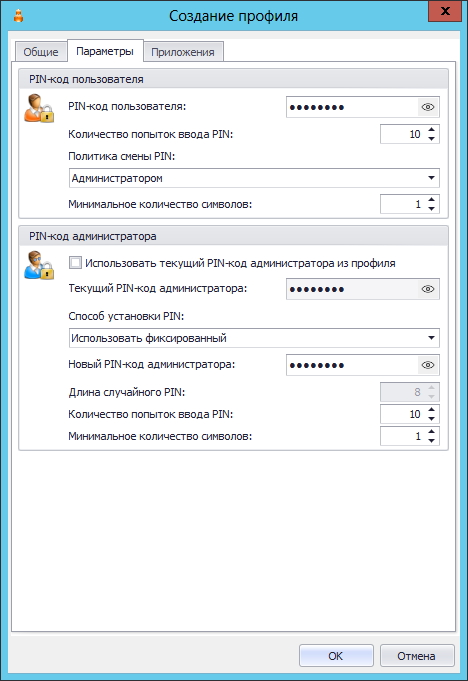 Создание профиля
x
Общие Параметры Приложения
PIN-код пользователя
PIN-код пользователя: ●●●●●●●●
Количество попыток ввода PIN: 10
Политика смены PIN:
Администратором
Минимальное количество символов: 1
PIN-код администратора
Использовать текущий PIN-код администратора из профиля
Текущий PIN-код администратора: ●●●●●●●●
Способ установки PIN:
Использовать фиксированный
Новый PIN-код администратора: ●●●●●●●●
Длина случайного PIN: 8
Количество попыток ввода PIN: 10
Минимальное количество символов: 1
OK Отмена